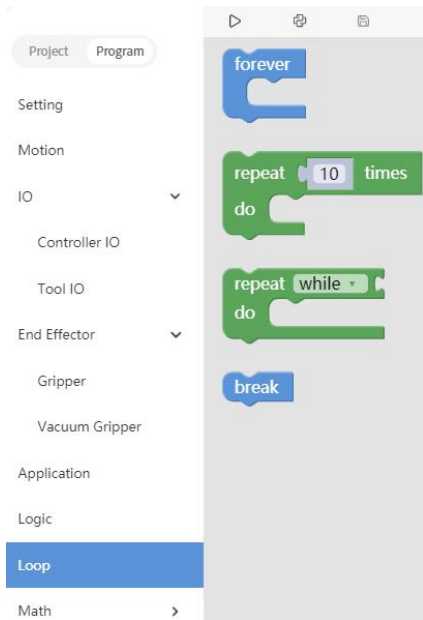 Project Program
Setting
Motion
IO
Controller IO
Tool IO
End Effector
Gripper
Vacuum Gripper
Application
Logic
Loop
Math
forever
repeat 10 times
do
repeat while
do
break